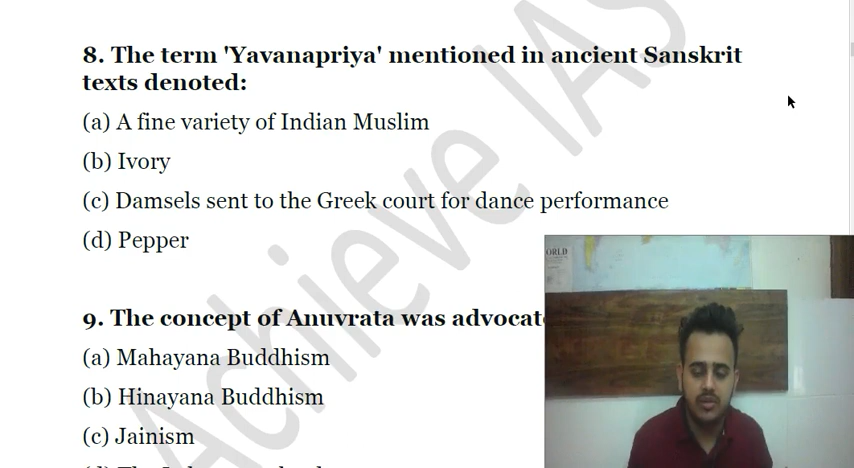 8. The term 'Yavanapriya' mentioned in ancient Sanskrit
texts denoted:
(a) A fine variety of Indian Muslim
(b) Ivory
(c) Damsels sent to the Greek court for dance performance
(d) Pepper
ORLD
9. The concept of Anuvrata was advocat
(a) Mahayana Buddhism
(b) Hinayana Buddhism
(c) Jainism
Achieve IAS